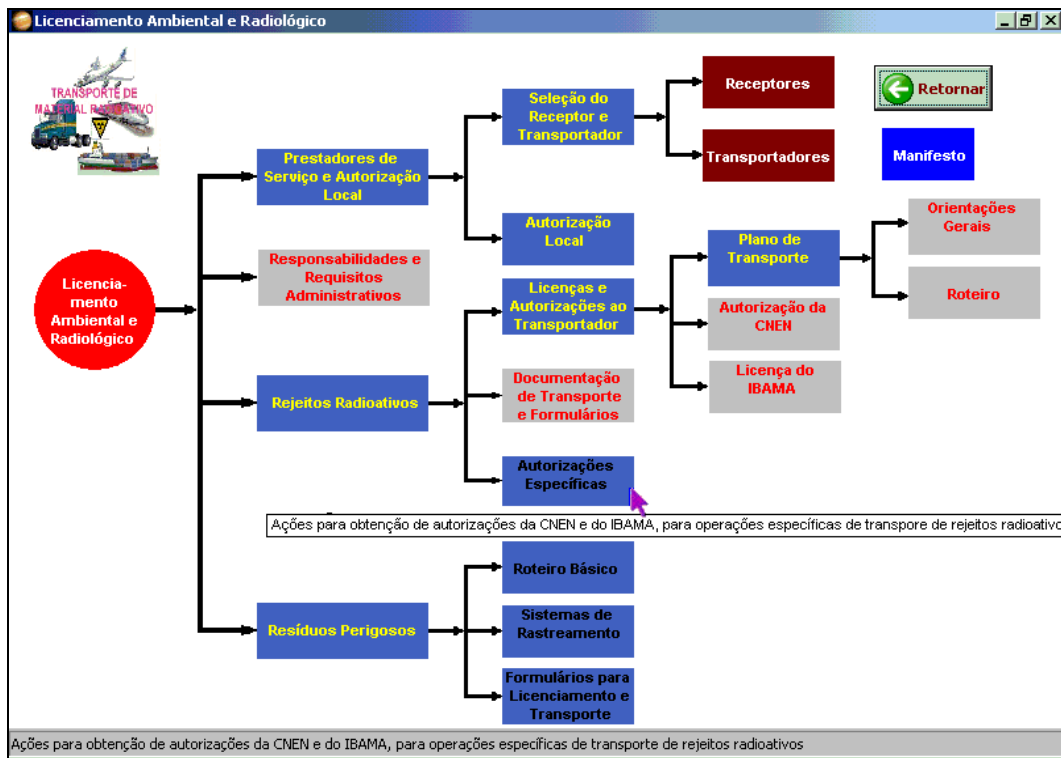 Licenciamento Ambiental e Radiológico
TRANSPORTE DE
MATERIAL RADIOATIVO
Receptores
Retornar
Seleção do
Receptor e
Transportador
Transportadores
Manifesto
Prestadores de
Serviço e Autorização
Local
Autorização
Local
Orientações
Gerais
Plano de
Transporte
Responsabilidades e
Requisitos
Administrativos
Licencia-
mento
Ambiental e
Radiológico
Licenças e
Autorizações ao
Transportador
Roteiro
Autorização da
CNEN
Licença do
IBAMA
Rejeitos Radioativos
Documentação
de Transporte
e Formulários
Autorizações
Específicas
Ações para obtenção de autorizações da CNEN e do IBAMA, para operações específicas de transpore de rejeitos radioativo
Roteiro Básico
Resíduos Perigosos
Sistemas de
Rastreamento
Formulários para
Licenciamento e
Transporte
Ações para obtenção de autorizações da CNEN e do IBAMA, para operações específicas de transporte de rejeitos radioativos